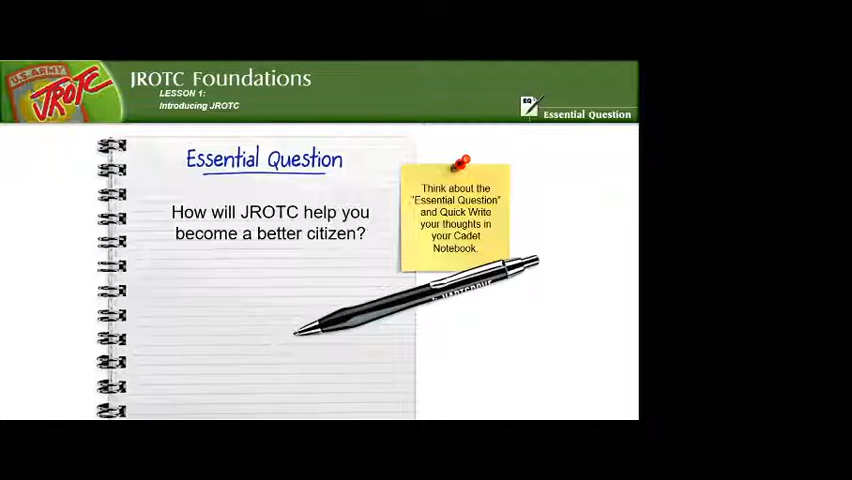 U.S. ARMY
JROTC
JROTC Foundations
LESSON 1:
Introducing JROTC
EQ
Essential Question
Essential Question
How will JROTC help you
become a better citizen?
Think about the
"Essential Question"
and Quick Write
your thoughts in
your Cadet
Notebook.